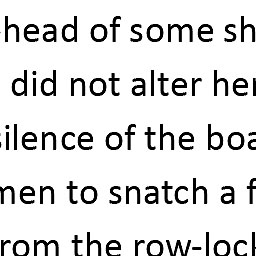 head of some sh
did not alter her
silence of the boa
men to snatch a f
rom the row-lock